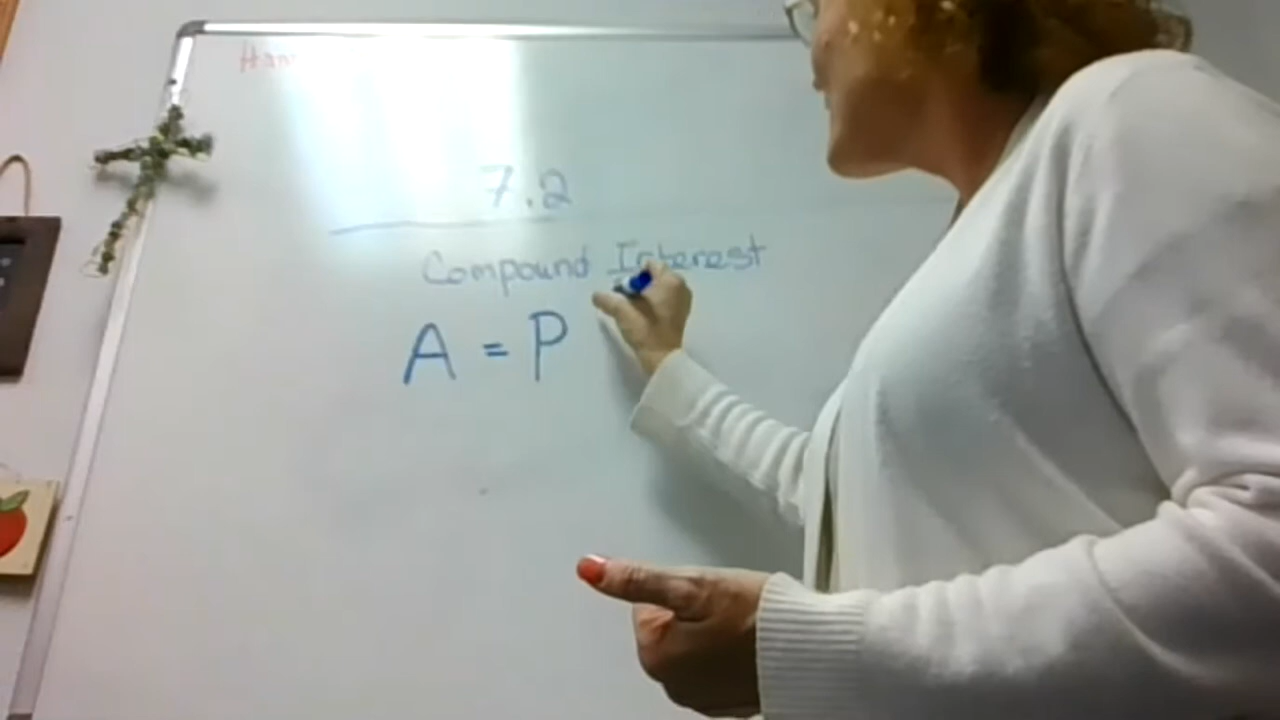 7.2
Compound Interest
A = P